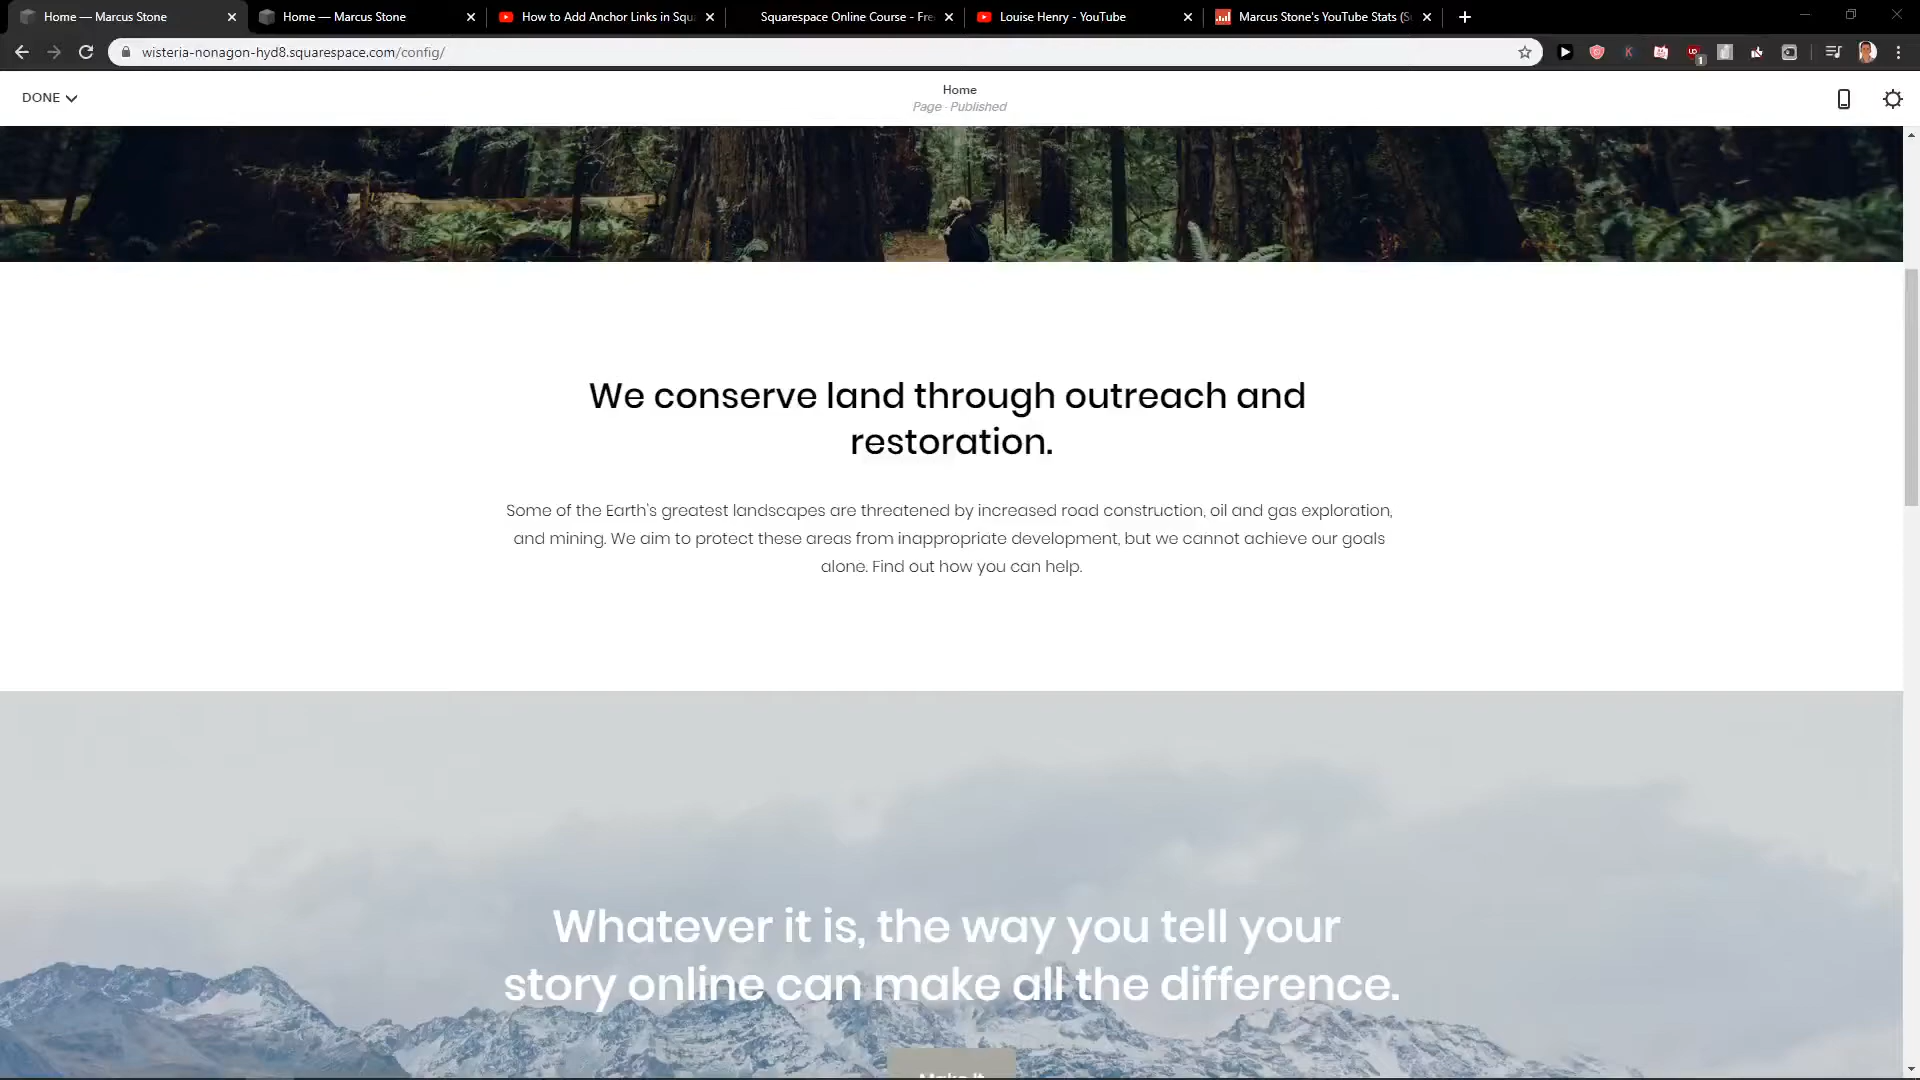 Home — Marcus Stone
Home — Marcus Stone
How to Add Anchor Links in Squ
Squarespace Online Course - Fre
Louise Henry - YouTube
Marcus Stone's YouTube Stats (S
wisteria-nonagon-hyd8.squarespace.com/config/
DONE
Home
Page · Published
We conserve land through outreach and
restoration.
Some of the Earth's greatest landscapes are threatened by increased road construction, oil and gas exploration,
and mining. We aim to protect these areas from inappropriate development, but we cannot achieve our goals
alone. Find out how you can help.
Whatever it is, the way you tell your
story online can make all the difference.
Make it